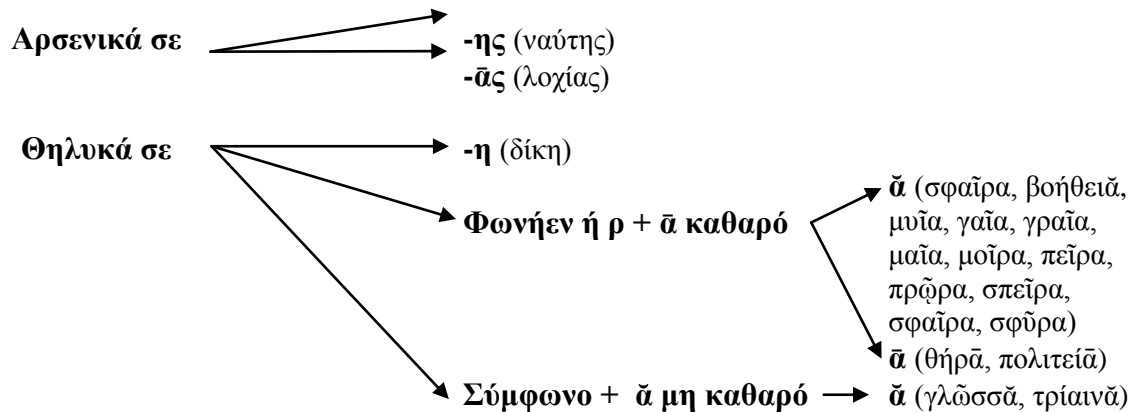 Αρσενικά σε
-ης (ναύτης)
-ᾱς (λοχίας)
Θηλυκά σε
-η (δίκη)
Φωνήεν ή ρ + ᾱ καθαρό
ᾰ (σφαῖρα, βοήθειᾰ,
μυῖα, γαῖα, γραῖα,
μαῖα, μοῖρα, πεῖρα,
πρῷρα, σπεῖρα,
σφαῖρα, σφῦρα)
ᾱ (θήρᾱ, πολιτείᾱ)
Σύμφωνο + ᾰ μη καθαρό
ᾰ (γλῶσσᾰ, τρίαινᾰ)